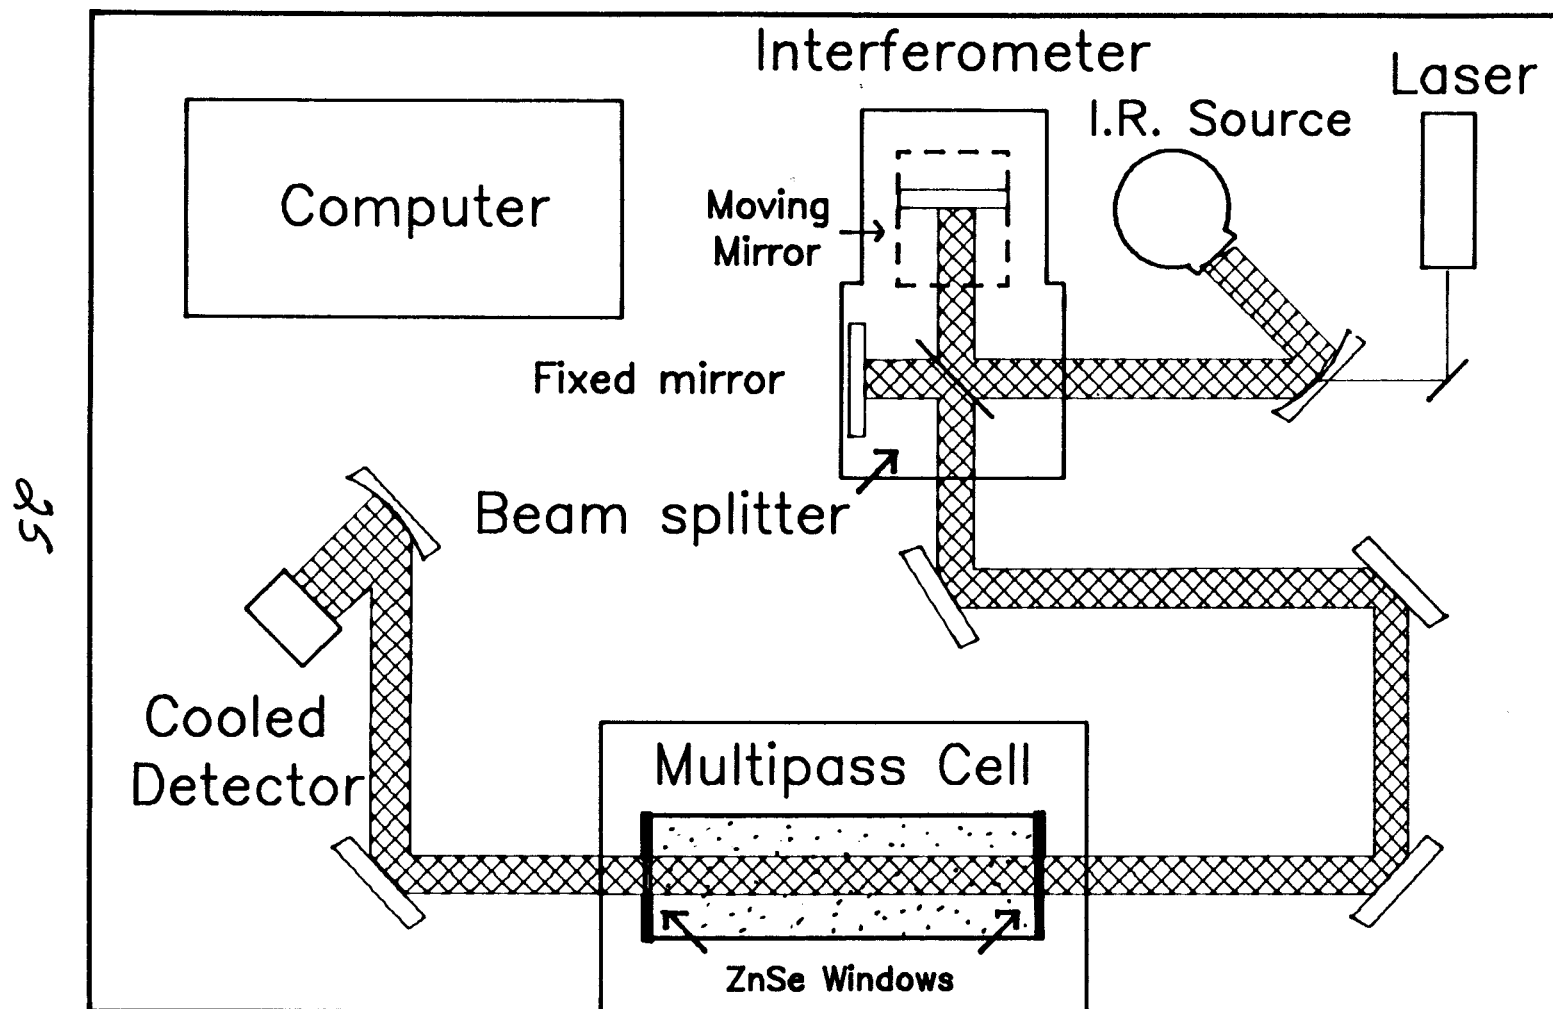 Interferometer
Laser
I.R. Source
Computer
Moving
Mirror
Fixed mirror
Beam splitter
25
Cooled
Detector
Multipass Cell
ZnSe Windows